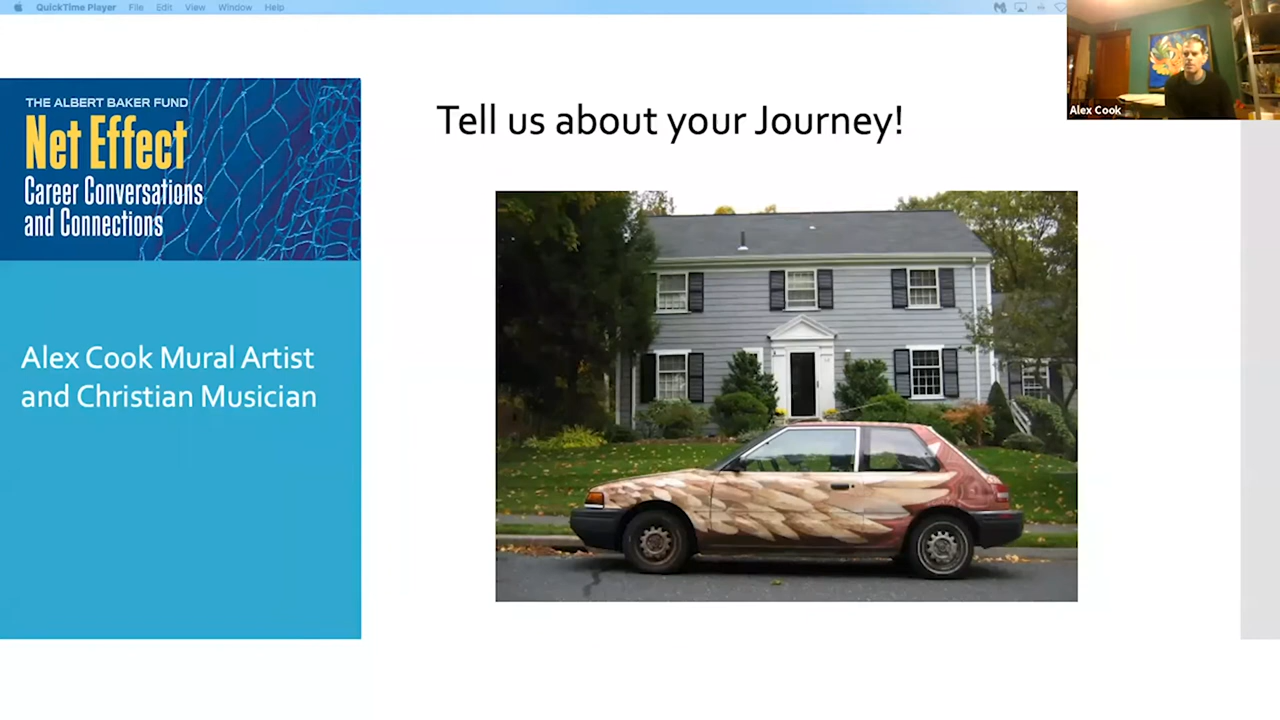 QuickTime Player File Edit View Window Help
Alex Cook
THE ALBERT BAKER FUND
Net Effect
Career Conversations
and Connections
Tell us about your Journey!
Alex Cook Mural Artist
and Christian Musician